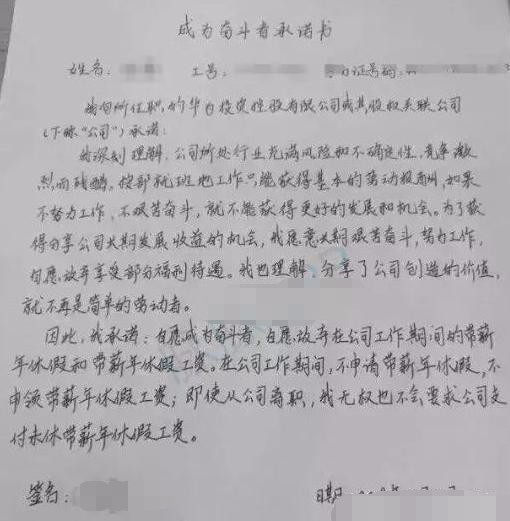 成为奋斗者承诺书
姓名: 工号: 证号码:
我向所任职的华为投资控股有限公司或其股权关联公司
(下称“公司”)承诺:
我深刻理解，公司所处行业充满风险和不确定性，竞争激
烈而残酷，按部就班地工作只能获得基本的劳动报酬，如果
不努力工作，不艰苦奋斗，就不能获得更好的发展和机会。为了获
得分享公司长期发展收益的机会，我愿意长期艰苦奋斗，努力工作，
自愿放弃享受部分福利待遇。我也理解，分享了公司创造的价值，
就不再是简单的劳动者。
因此，我承诺：自愿成为奋斗者，自愿放弃在公司工作期间的带薪
年休假和带薪年休假工资。在公司工作期间，不申请带薪年休假，不
申领带薪年休假工资；即使从公司离职，我无权也不会要求公司支
付未休带薪年休假工资。
签名: 日期